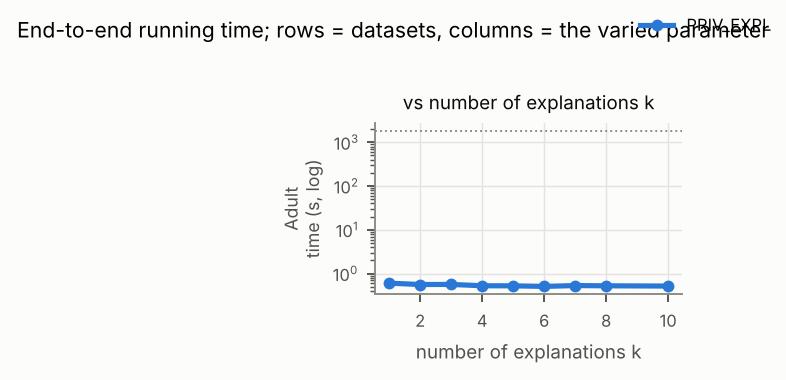 End-to-end running time; rows = datasets, columns = the varied parameter
PRIV_EXPL
vs number of explanations k
Adult
time (s, log)
10³
10²
10¹
10⁰
2 4 6 8 10
number of explanations k